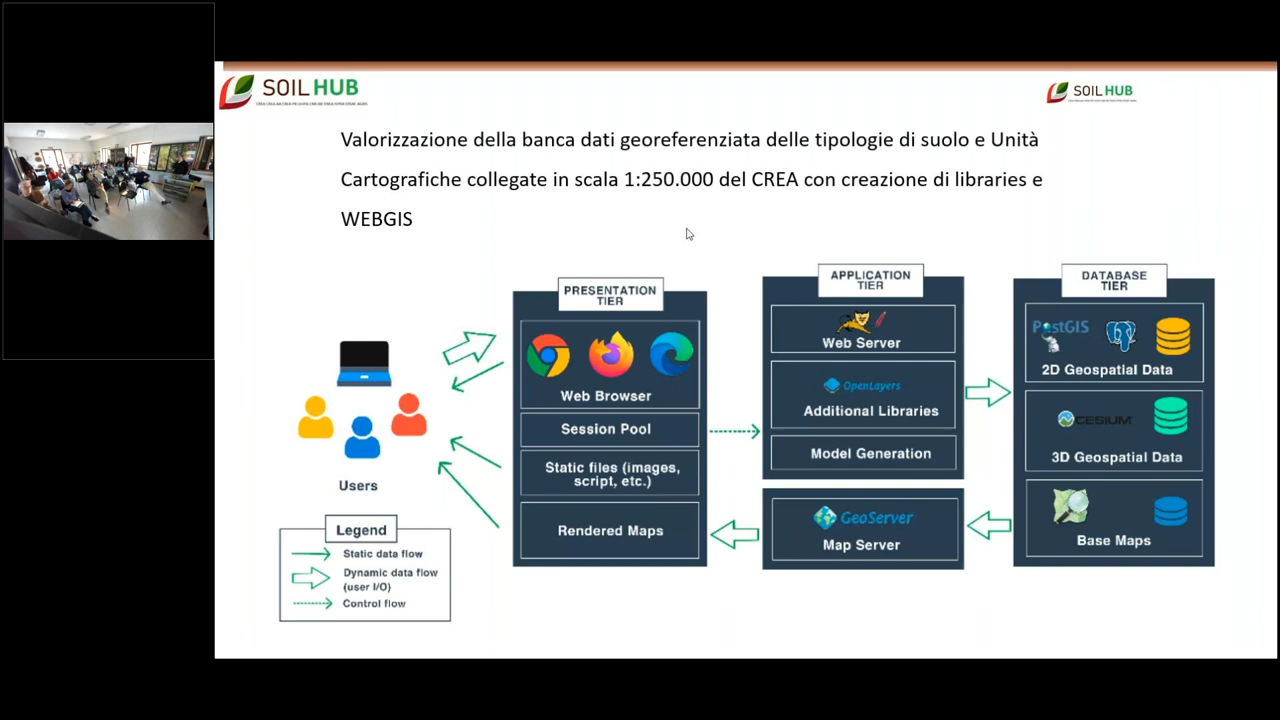 SOIL HUB
SOIL HUB
Valorizzazione della banca dati georeferenziata delle tipologie di suolo e Unità
Cartografiche collegate in scala 1:250.000 del CREA con creazione di libraries e
WEBGIS
PRESENTATION
TIER
Web Browser
Session Pool
Static files (images,
script, etc.)
Rendered Maps
APPLICATION
TIER
Web Server
OpenLayers
Additional Libraries
Model Generation
GeoServer
Map Server
DATABASE
TIER
PostGIS
2D Geospatial Data
CESIUM
3D Geospatial Data
Base Maps
Users
Legend
Static data flow
Dynamic data flow
(user I/O)
Control flow